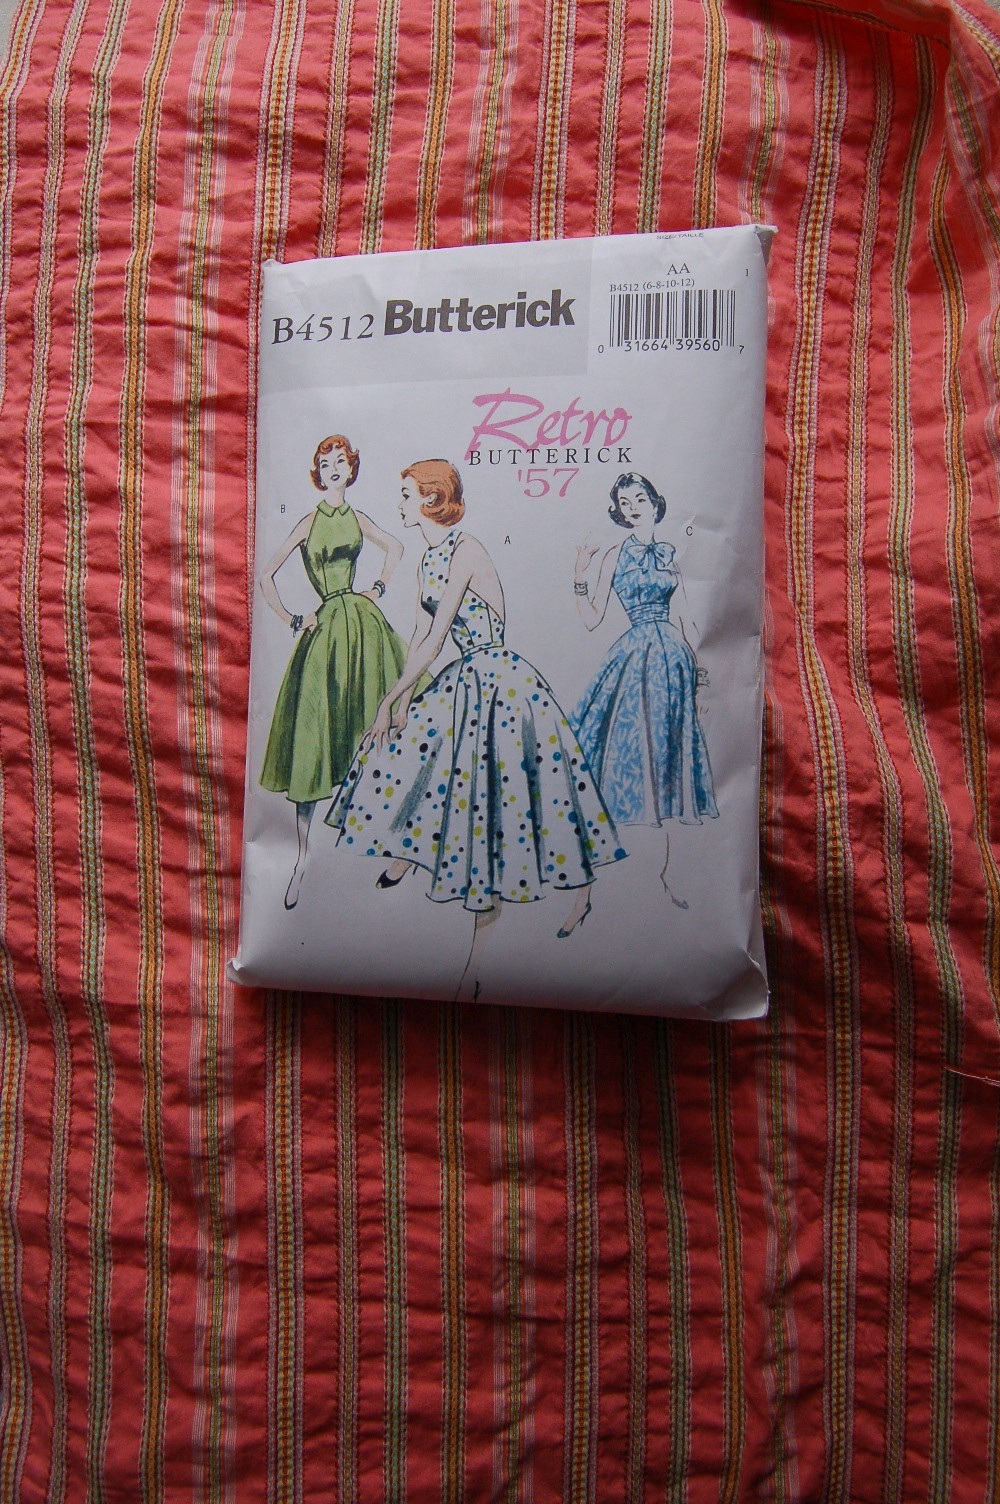 SIZE/TAILLE
AA
1
B4512 (6-8-10-12)
B4512 Butterick
0 31664 39560 7
Retro
BUTTERICK
'57
B
A
C